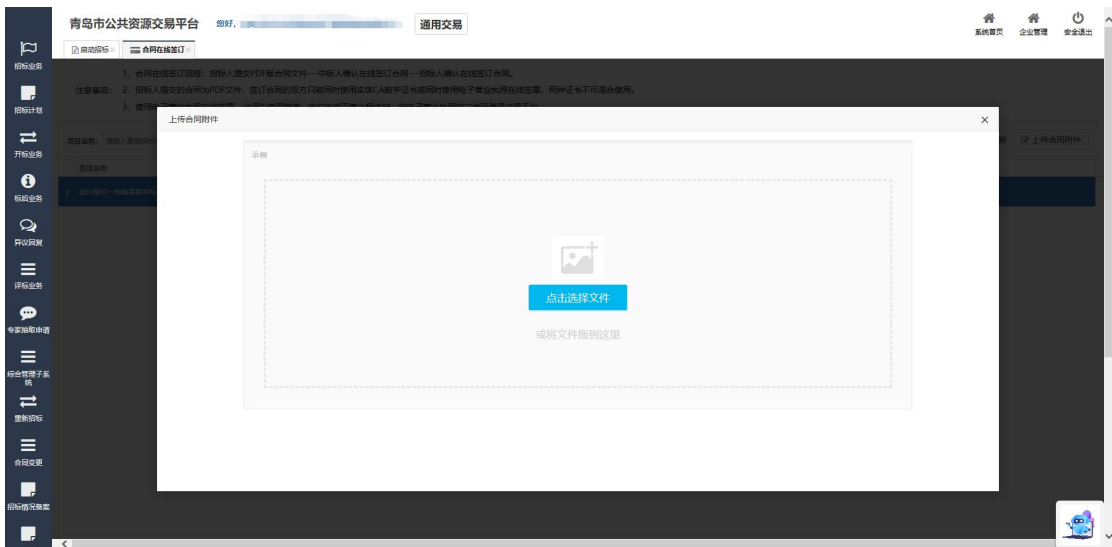 青岛市公共资源交易平台
您好,
通用交易
系统首页
企业管理
安全退出
启动招标×
合同在线签订×
招标业务
招标计划
开标业务
标后业务
异议回复
评标业务
专家抽取申请
综合管理子系
统
重新招标
合同变更
招标情况备案
1、合同在线签订流程：招标人提交PDF版合同文件---中标人确认在线签订合同---招标人确认在线签订合同。
注意事项： 2、招标人提交的合同为PDF文件，签订合同的双方只能同时使用实体CA数字证书或同时使用电子营业执照在线签章，两种证书不可混合使用。
3、使用
项目名称：
上传合同附件
项目名称
上传合同附件 ×
示例
点击选择文件
或将文件拖到这里